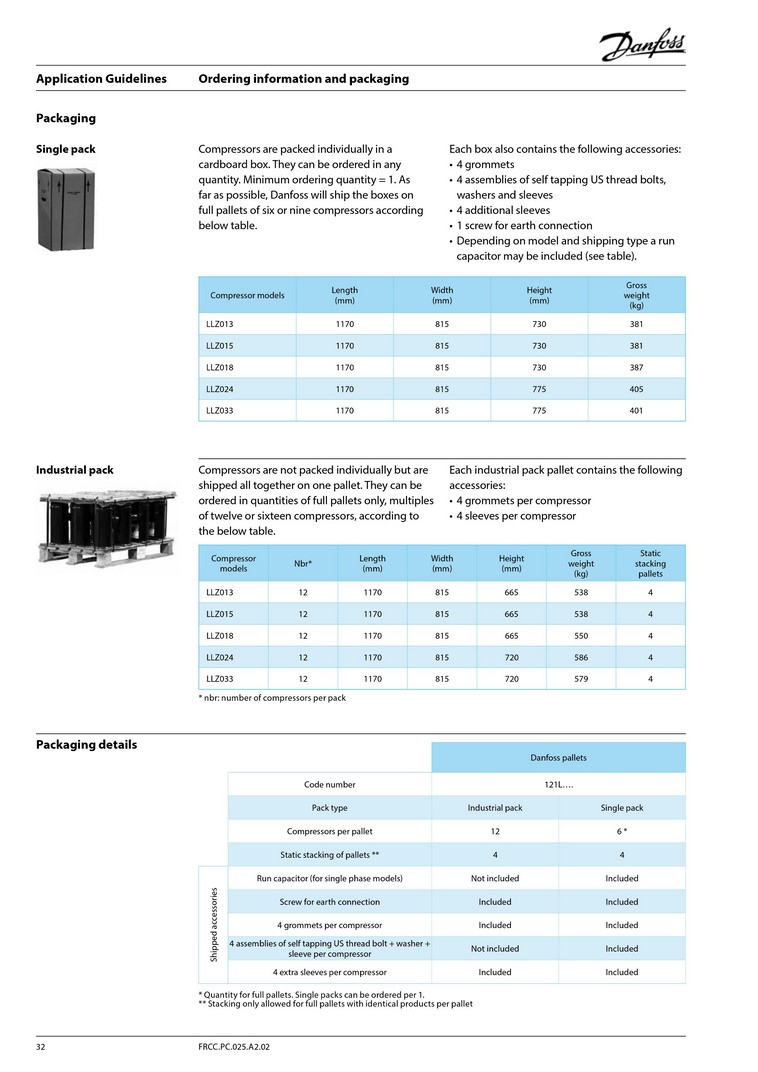 Danfoss
Application Guidelines
Ordering information and packaging
Packaging
Single pack
Compressors are packed individually in a
cardboard box. They can be ordered in any
quantity. Minimum ordering quantity = 1. As
far as possible, Danfoss will ship the boxes on
full pallets of six or nine compressors according
below table.
Each box also contains the following accessories:
• 4 grommets
• 4 assemblies of self tapping US thread bolts,
washers and sleeves
• 4 additional sleeves
• 1 screw for earth connection
• Depending on model and shipping type a run
capacitor may be included (see table).
Compressor models Length (mm) Width (mm) Height (mm) Gross weight (kg)
LLZ013 1170 815 730 381
LLZ015 1170 815 730 381
LLZ018 1170 815 730 387
LLZ024 1170 815 775 405
LLZ033 1170 815 775 401
Industrial pack
Compressors are not packed individually but are
shipped all together on one pallet. They can be
ordered in quantities of full pallets only, multiples
of twelve or sixteen compressors, according to
the below table.
Each industrial pack pallet contains the following
accessories:
• 4 grommets per compressor
• 4 sleeves per compressor
Compressor models Nbr* Length (mm) Width (mm) Height (mm) Gross weight (kg) Static stacking pallets
LLZ013 12 1170 815 665 538 4
LLZ015 12 1170 815 665 538 4
LLZ018 12 1170 815 665 550 4
LLZ024 12 1170 815 720 586 4
LLZ033 12 1170 815 720 579 4
* nbr: number of compressors per pack
Packaging details
Danfoss pallets
Code number 121L....
Pack type Industrial pack Single pack
Compressors per pallet 12 6 *
Static stacking of pallets ** 4 4
Shipped accessories
Run capacitor (for single phase models) Not included Included
Screw for earth connection Included Included
4 grommets per compressor Included Included
4 assemblies of self tapping US thread bolt + washer +
sleeve per compressor Not included Included
4 extra sleeves per compressor Included Included
* Quantity for full pallets. Single packs can be ordered per 1.
** Stacking only allowed for full pallets with identical products per pallet
32
FRCC.PC.025.A2.02